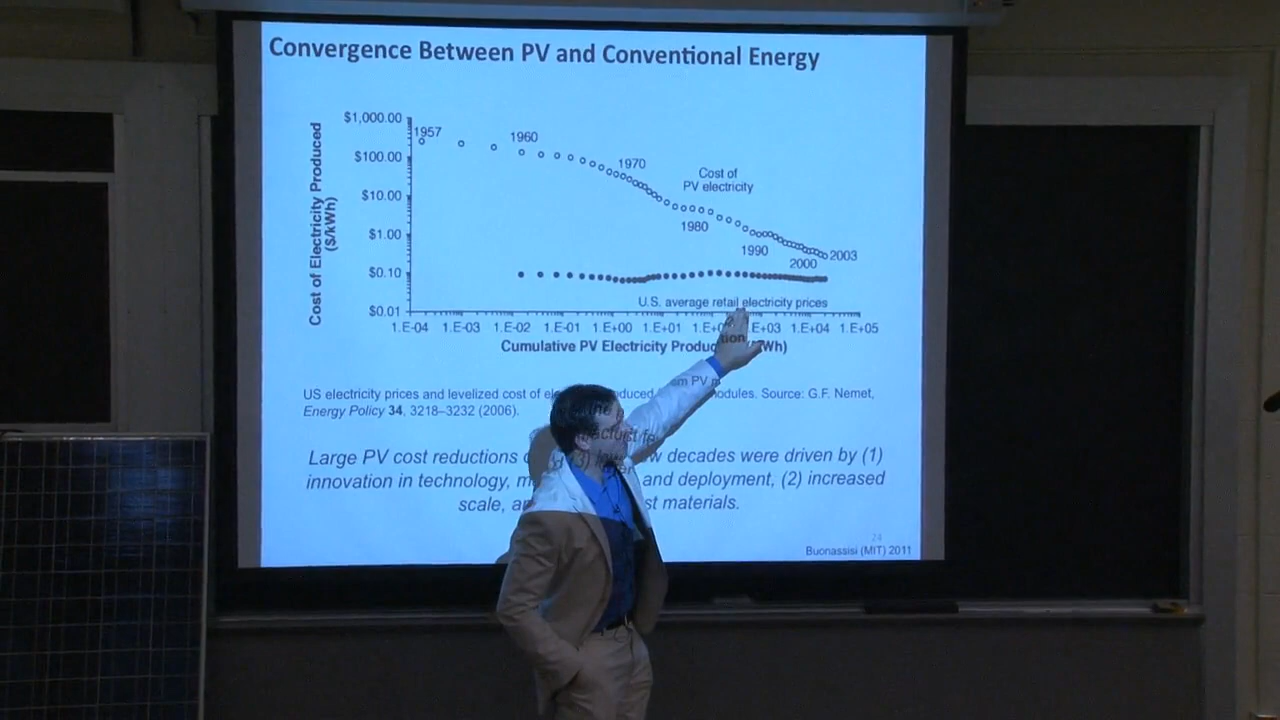 Convergence Between PV and Conventional Energy
$1,000.00
$100.00
$10.00
$1.00
$0.10
$0.01
Cost of Electricity Produced
($/kWh)
1957
1960
1970
Cost of
PV electricity
1980
1990
2000
2003
U.S. average retail electricity prices
1.E-04 1.E-03 1.E-02 1.E-01 1.E+00 1.E+01 E+03 1.E+04 1.E+05
Cumulative PV Electricity Production
US electricity prices and levelized cost of from PV modules. Source: G.F. Nemet,
Energy Policy 34, 3218–3232 (2006).
Large PV cost reductions decades were driven by (1)
innovation in technology, and deployment, (2) increased
scale, materials.
24
Buonassisi (MIT) 2011